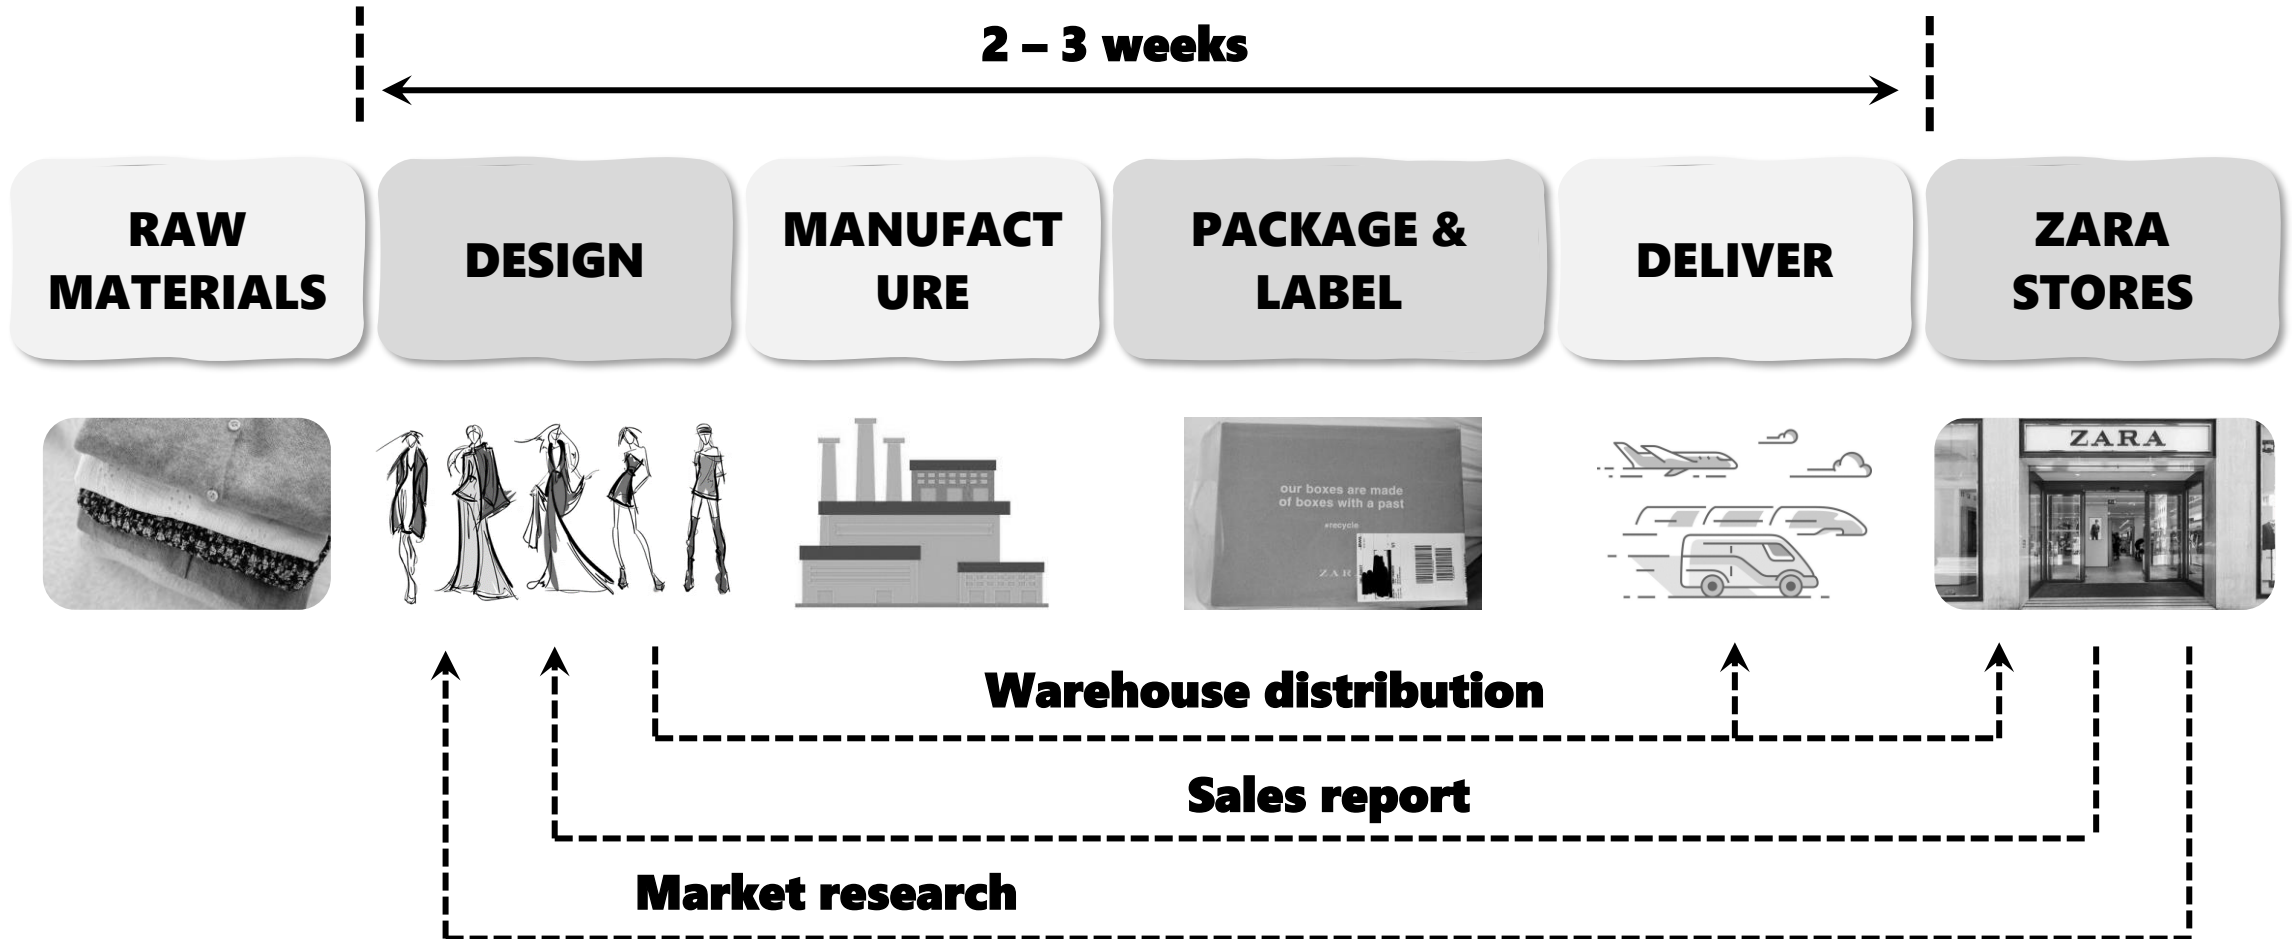 2 – 3 weeks
RAW
MATERIALS
DESIGN
MANUFACT
URE
PACKAGE &
LABEL
DELIVER
ZARA
STORES
our boxes are made
of boxes with a past
#recycle
ZAR
ZARA
Warehouse distribution
Sales report
Market research